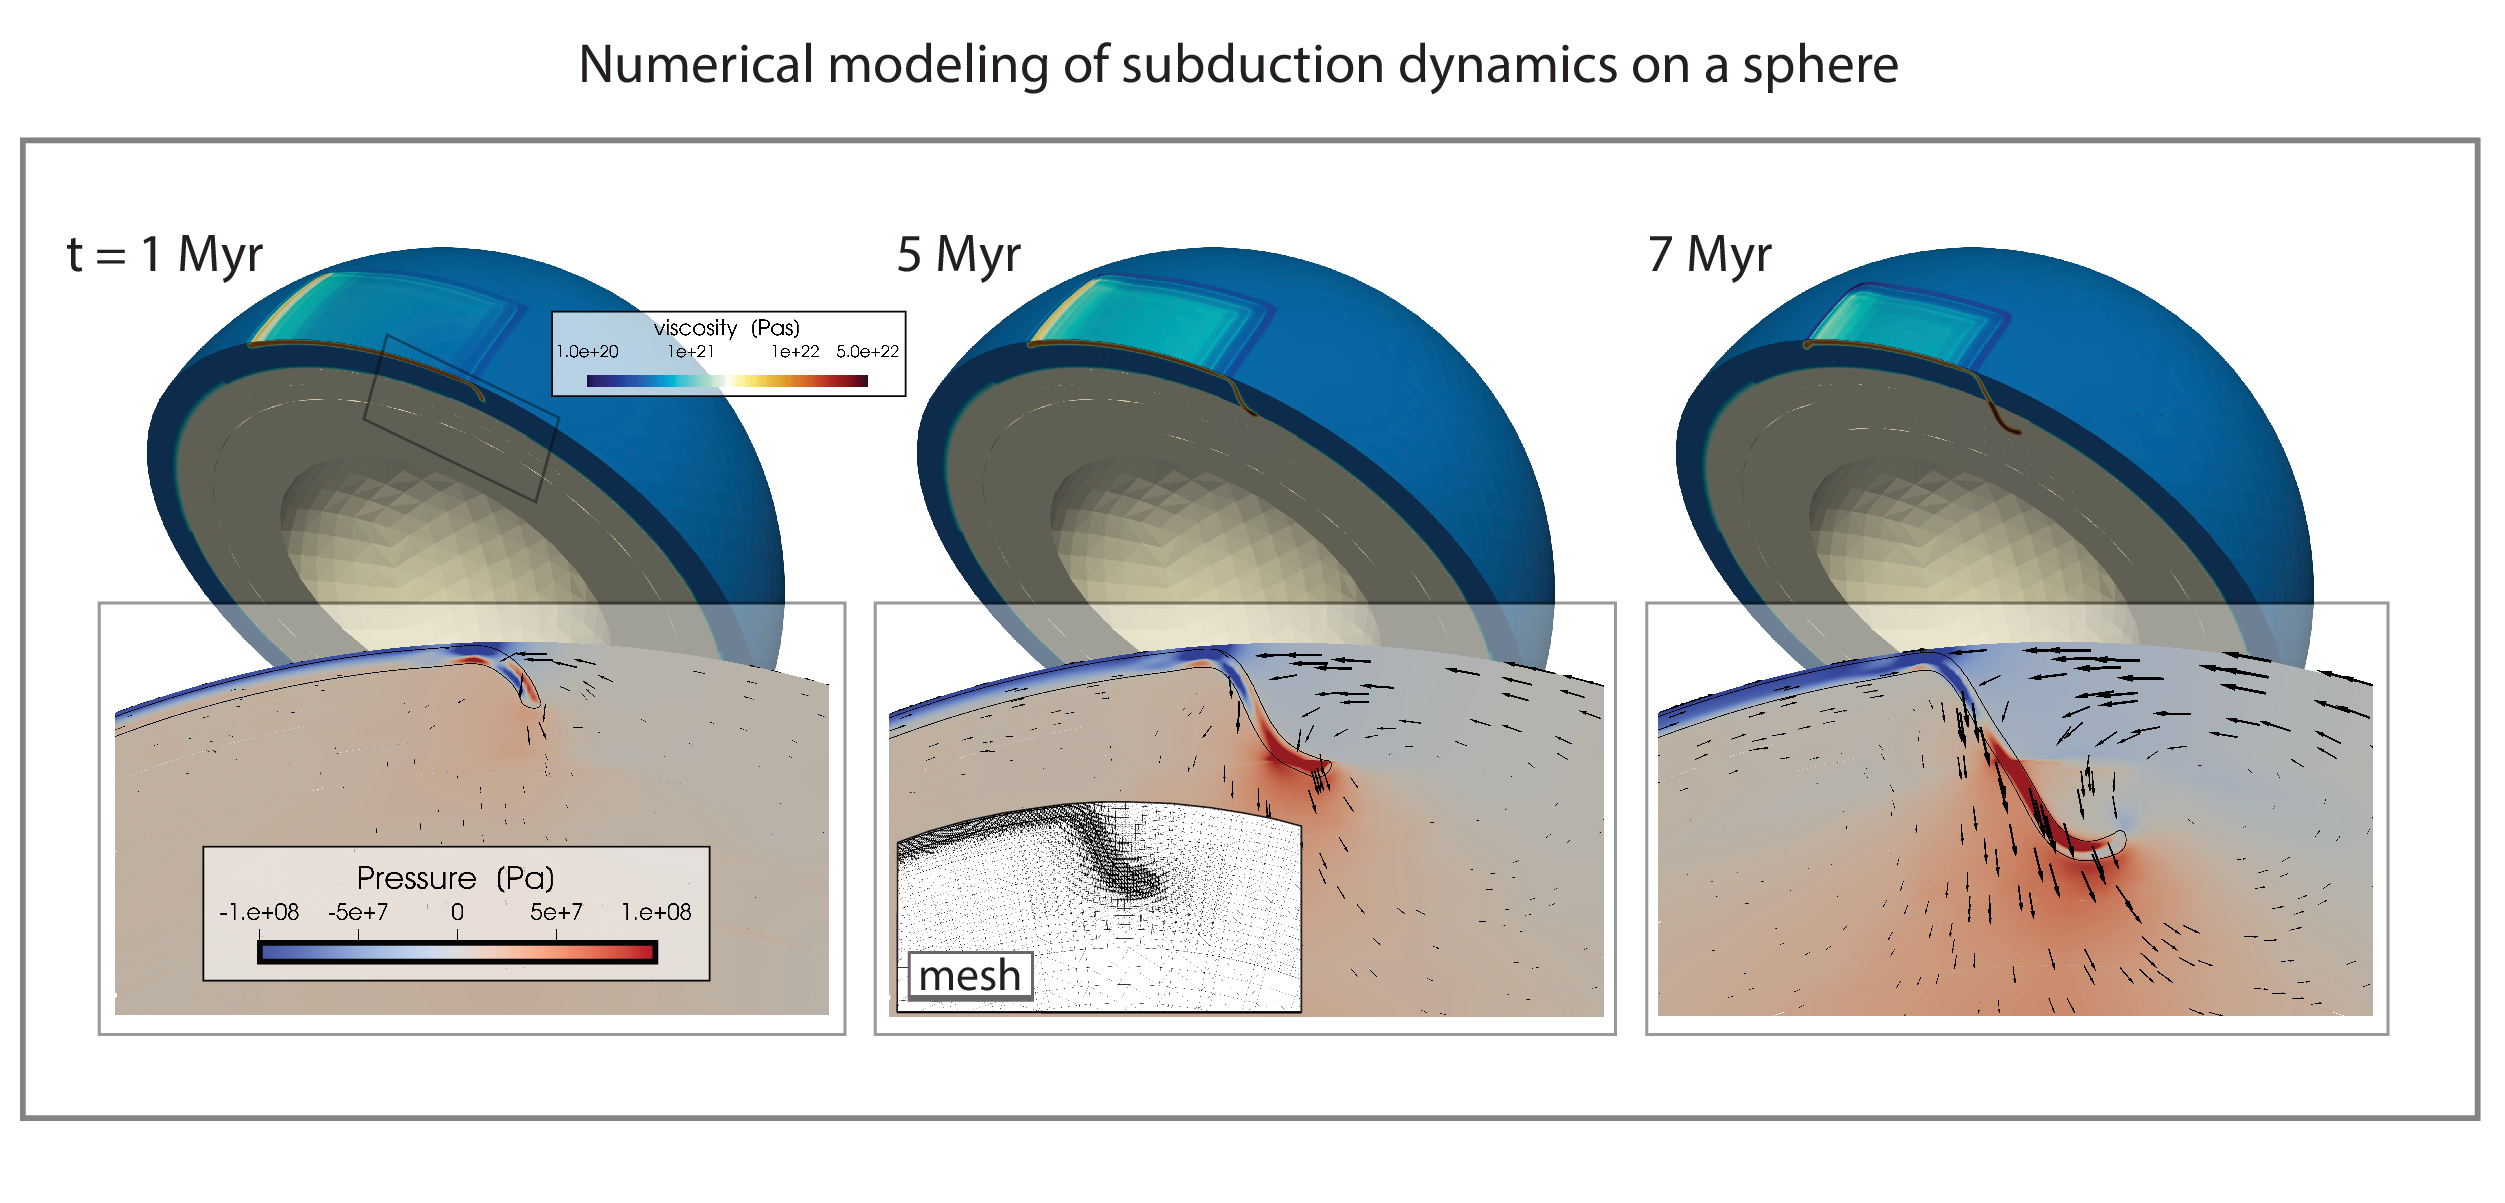 Numerical modeling of subduction dynamics on a sphere
t = 1 Myr
5 Myr
7 Myr
viscosity (Pas)
1.0e+20 1e+21 1e+22 5.0e+22
Pressure (Pa)
-1.e+08 -5e+7 0 5e+7 1.e+08
mesh